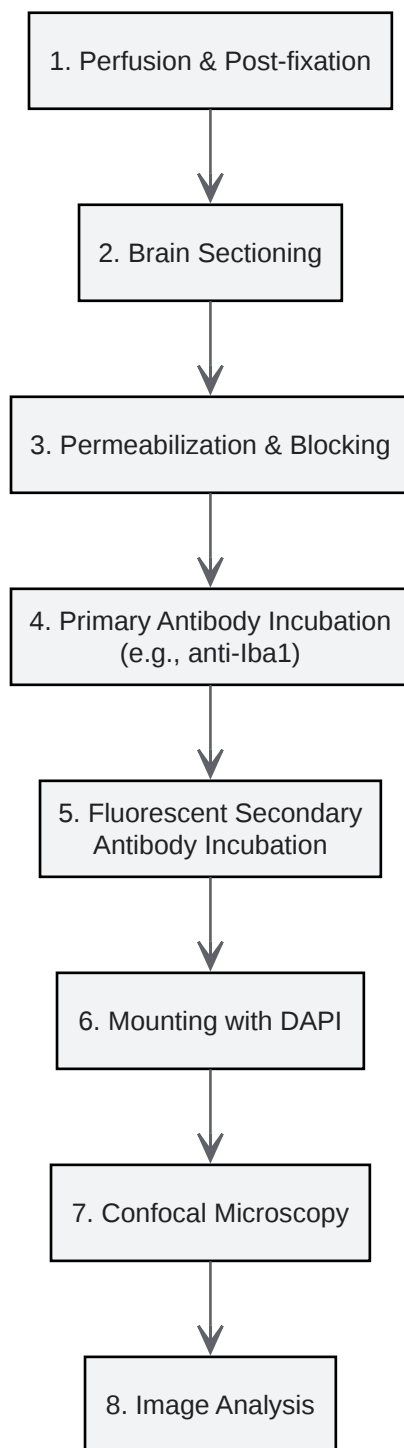 1. Perfusion & Post-fixation
2. Brain Sectioning
3. Permeabilization & Blocking
4. Primary Antibody Incubation
(e.g., anti-Iba1)
5. Fluorescent Secondary
Antibody Incubation
6. Mounting with DAPI
7. Confocal Microscopy
8. Image Analysis